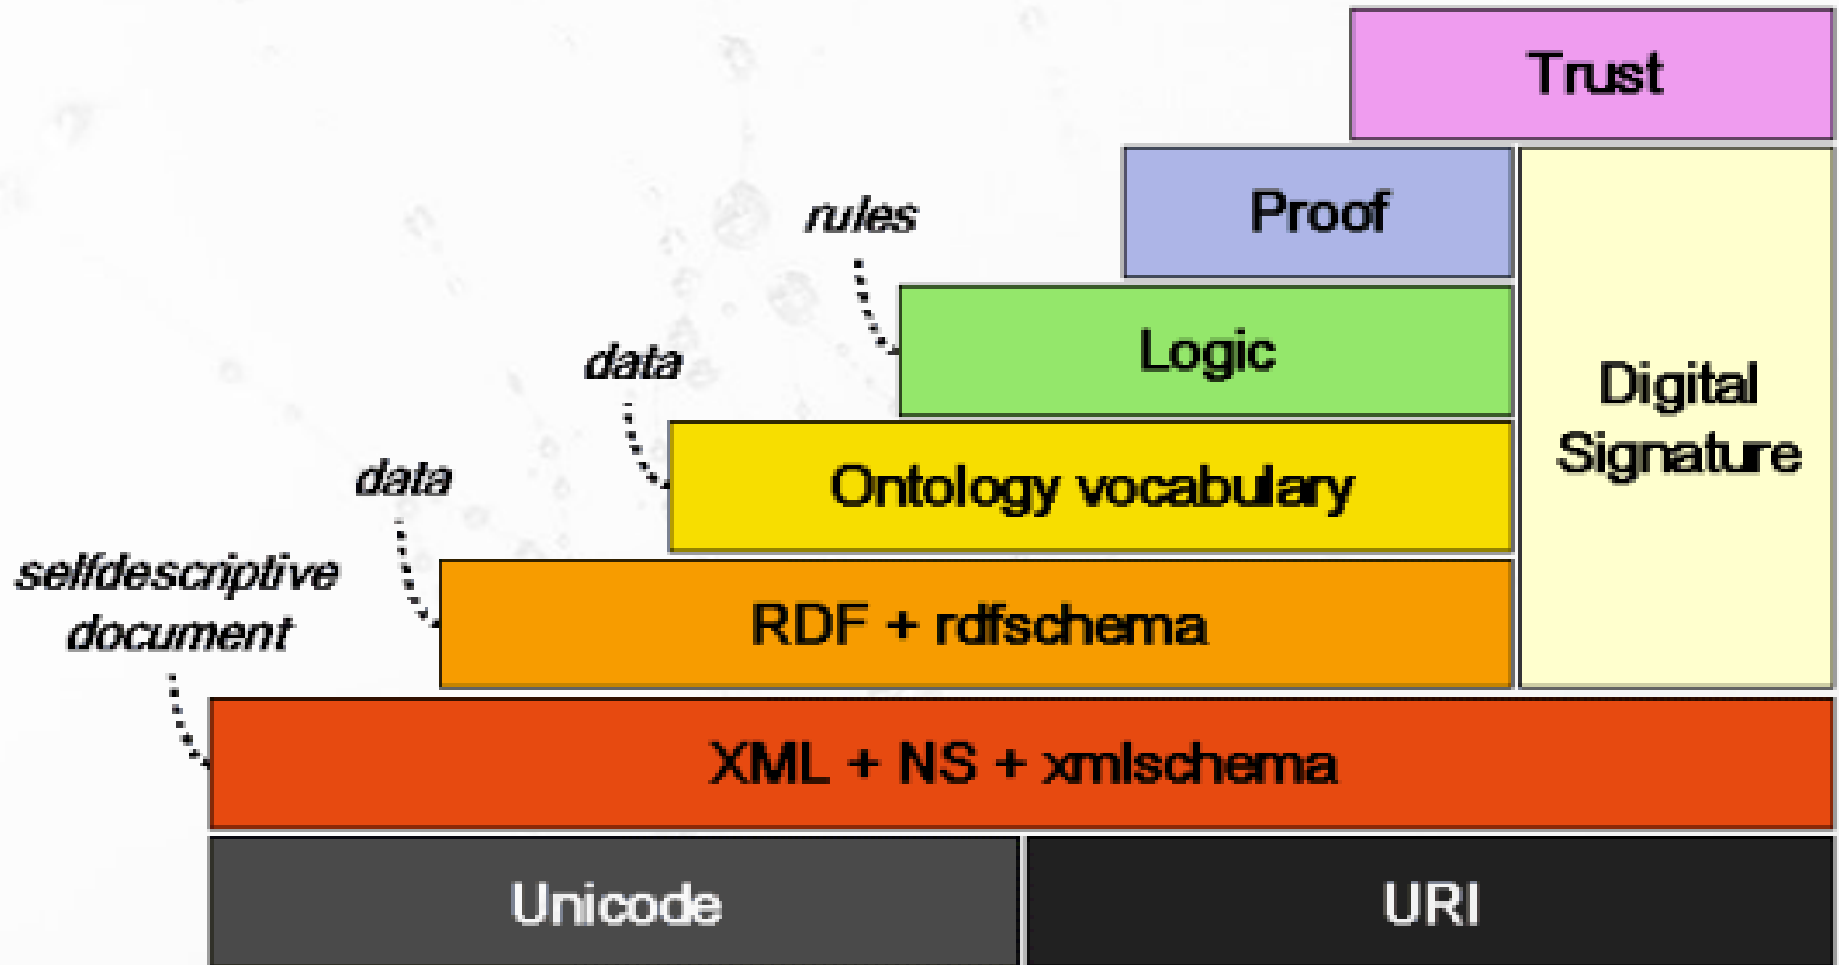 Trust
Proof
rules
Logic
Digital
Signature
data
Ontology vocabulary
data
RDF + rdfschema
selfdescriptive
document
XML + NS + xmlschema
Unicode
URI